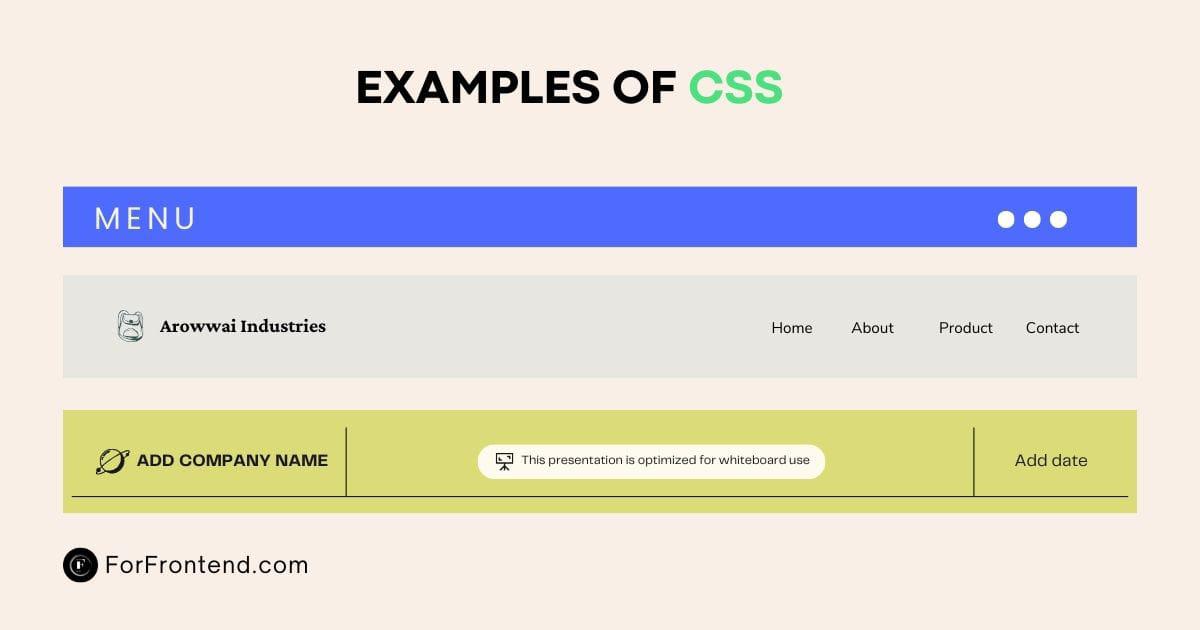 EXAMPLES OF CSS
MENU
Arowwai Industries
Home About Product Contact
ADD COMPANY NAME
This presentation is optimized for whiteboard use
Add date
F
ForFrontend.com